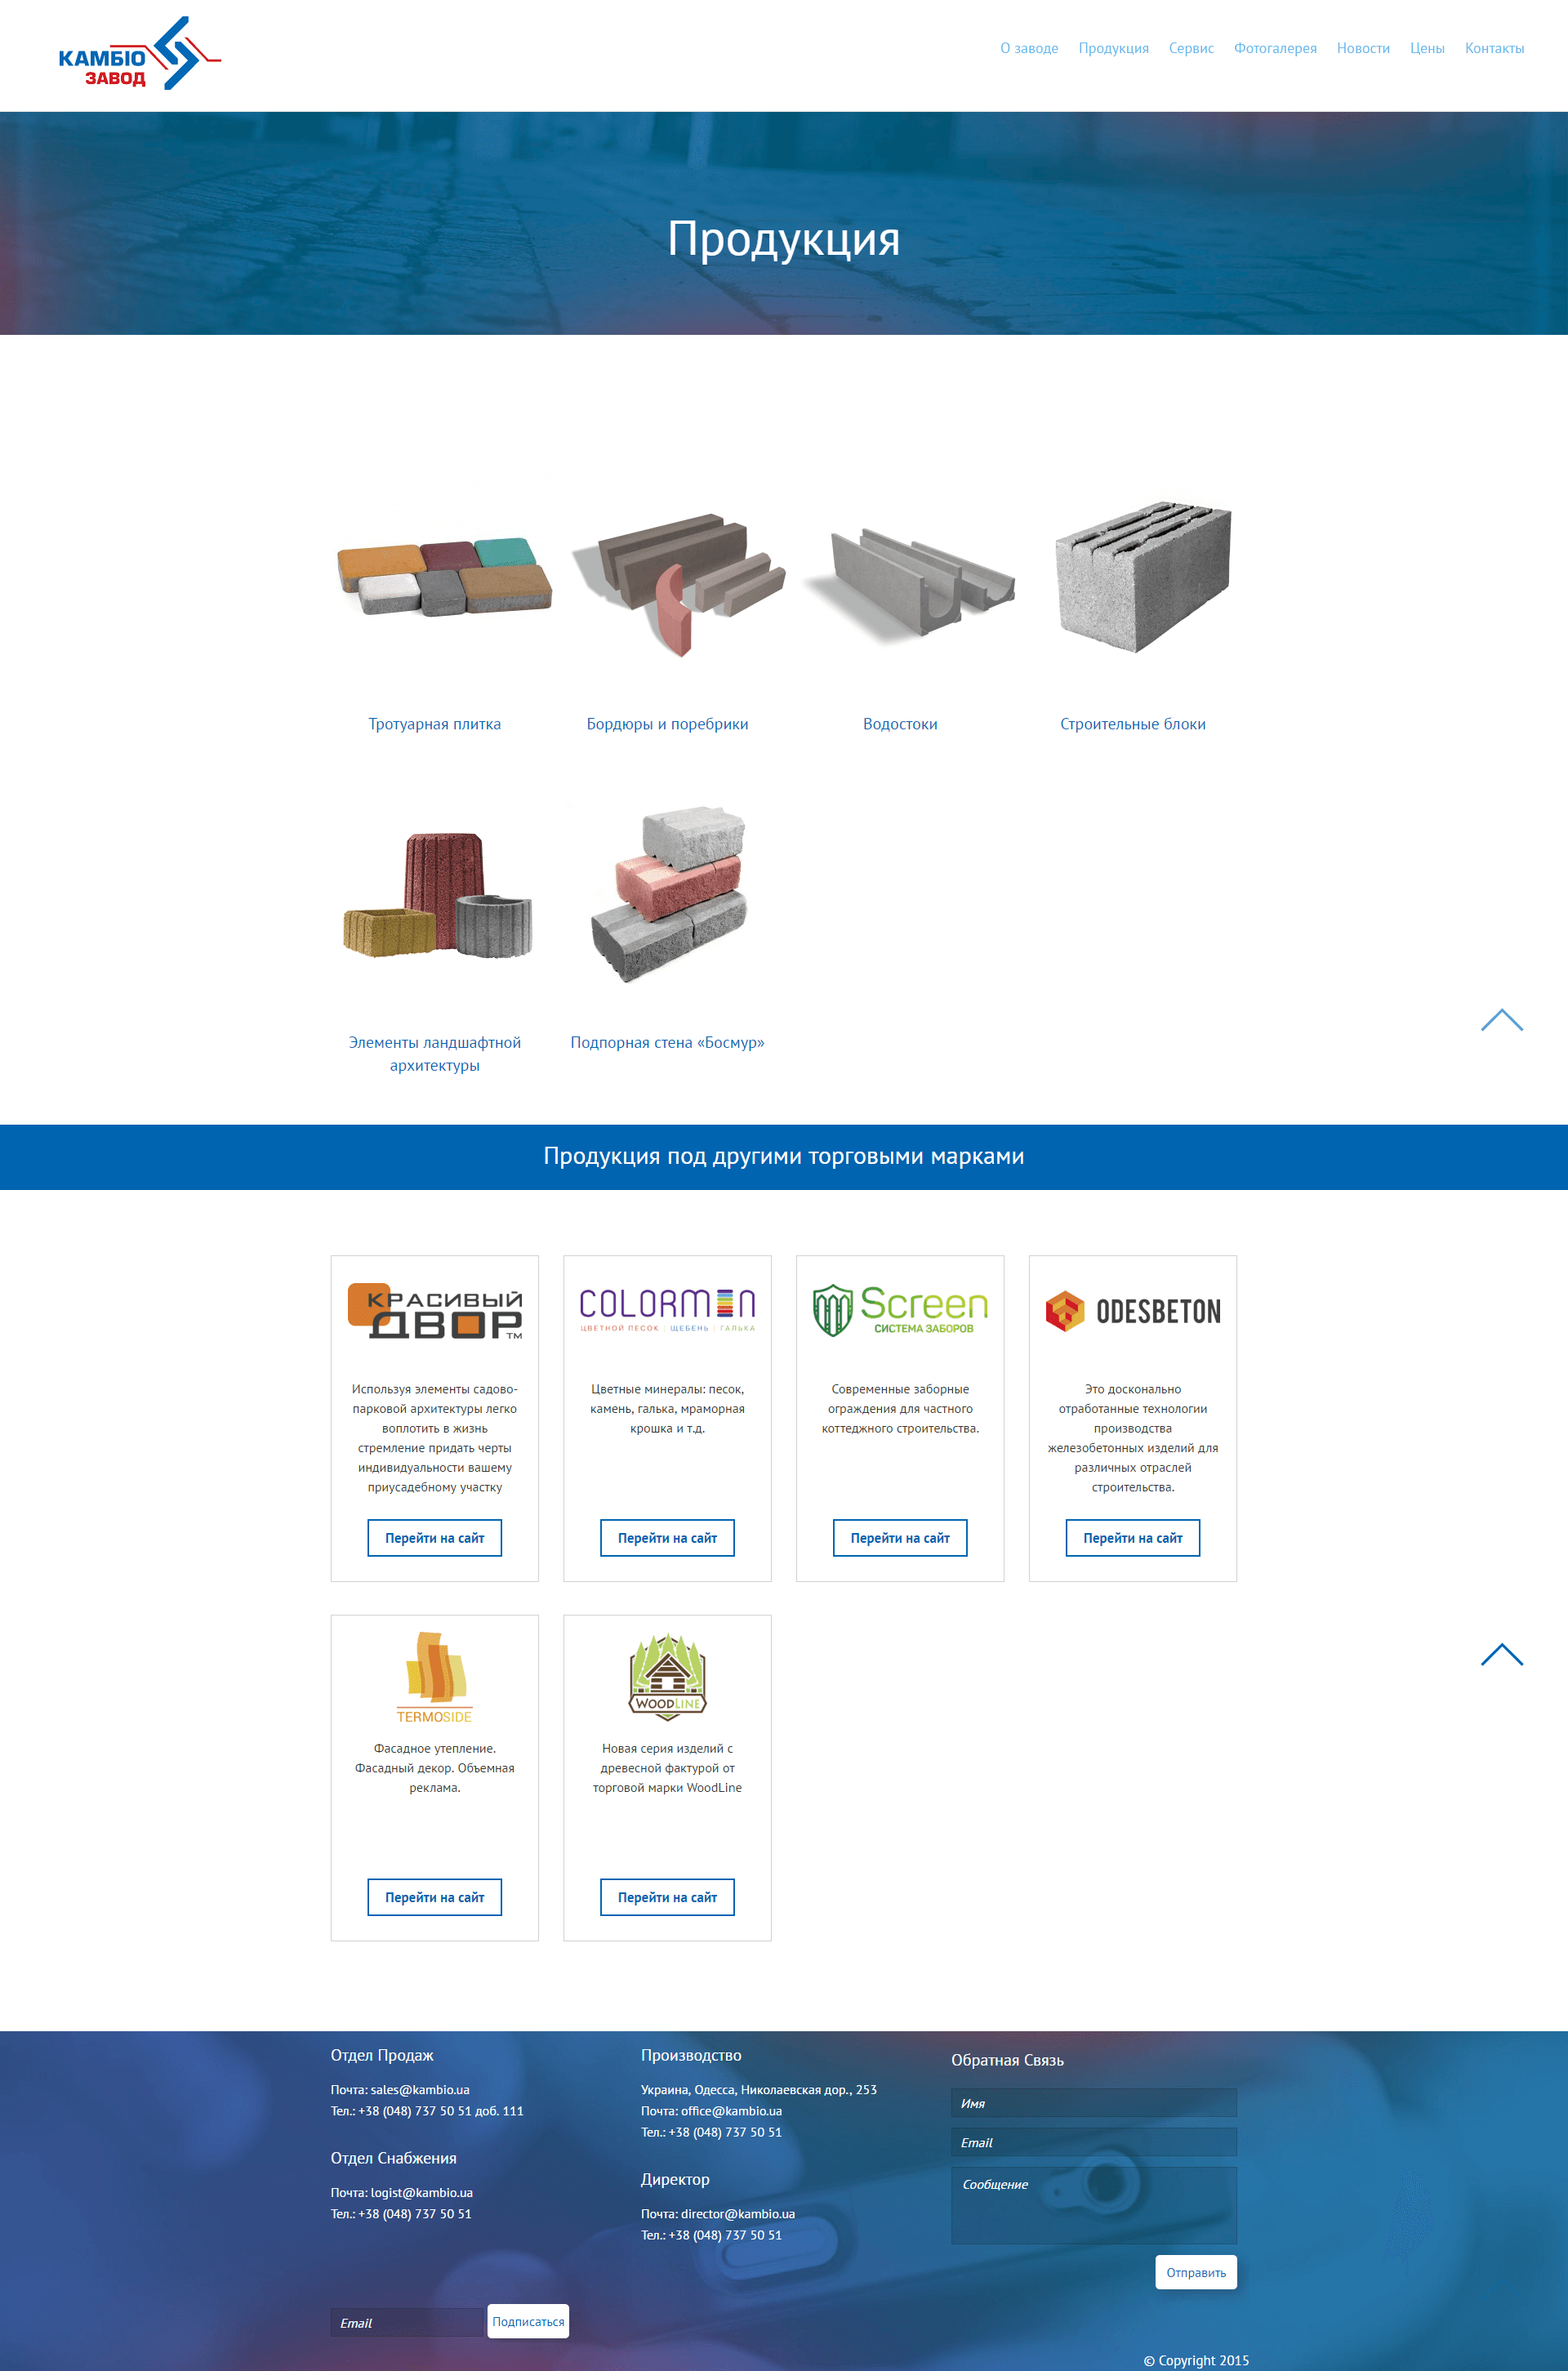 КАМБІО
ЗАВОД
О заводе Продукция Сервис Фотогалерея Новости Цены Контакты
Продукция
Тротуарная плитка
Бордюры и поребрики
Водостоки
Строительные блоки
Элементы ландшафтной
архитектуры
Подпорная стена «Босмур»
Продукция под другими торговыми марками
КРАСИВЫЙ
ДВОР TM
Используя элементы садово-
парковой архитектуры легко
воплотить в жизнь
стремление придать черты
индивидуальности вашему
приусадебному участку
Перейти на сайт
COLORMEN
ЦВЕТНОЙ ПЕСОК | ЩЕБЕНЬ | ГАЛЬКА
Цветные минералы: песок,
камень, галька, мраморная
крошка и т.д.
Перейти на сайт
Screen
СИСТЕМА ЗАБОРОВ
Современные заборные
ограждения для частного
коттеджного строительства.
Перейти на сайт
ODESBETON
Это досконально
отработанные технологии
производства
железобетонных изделий для
различных отраслей
строительства.
Перейти на сайт
TERMOSIDE
Фасадное утепление.
Фасадный декор. Объемная
реклама.
Перейти на сайт
WOODLINE
Новая серия изделий с
древесной фактурой от
торговой марки WoodLine
Перейти на сайт
Отдел Продаж
Почта: sales@kambio.ua
Тел.: +38 (048) 737 50 51 доб. 111
Отдел Снабжения
Почта: logist@kambio.ua
Тел.: +38 (048) 737 50 51
Email
Подписаться
Производство
Украина, Одесса, Николаевская дор., 253
Почта: office@kambio.ua
Тел.: +38 (048) 737 50 51
Директор
Почта: director@kambio.ua
Тел.: +38 (048) 737 50 51
Обратная Связь
Имя
Email
Сообщение
Отправить
© Copyright 2015